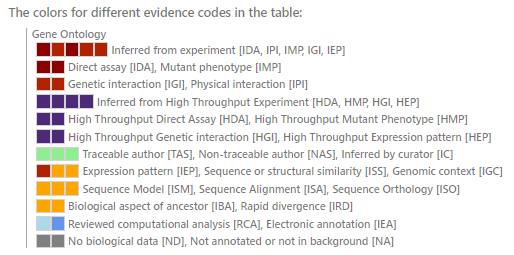 The colors for different evidence codes in the table:
Gene Ontology
Inferred from experiment [IDA, IPI, IMP, IGI, IEP]
Direct assay [IDA], Mutant phenotype [IMP]
Genetic interaction [IGI], Physical interaction [IPI]
Inferred from High Throughput Experiment [HDA, HMP, HGI, HEP]
High Throughput Direct Assay [HDA], High Throughput Mutant Phenotype [HMP]
High Throughput Genetic interaction [HGI], High Throughput Expression pattern [HEP]
Traceable author [TAS], Non-traceable author [NAS], Inferred by curator [IC]
Expression pattern [IEP], Sequence or structural similarity [ISS], Genomic context [IGC]
Sequence Model [ISM], Sequence Alignment [ISA], Sequence Orthology [ISO]
Biological aspect of ancestor [IBA], Rapid divergence [IRD]
Reviewed computational analysis [RCA], Electronic annotation [IEA]
No biological data [ND], Not annotated or not in background [NA]